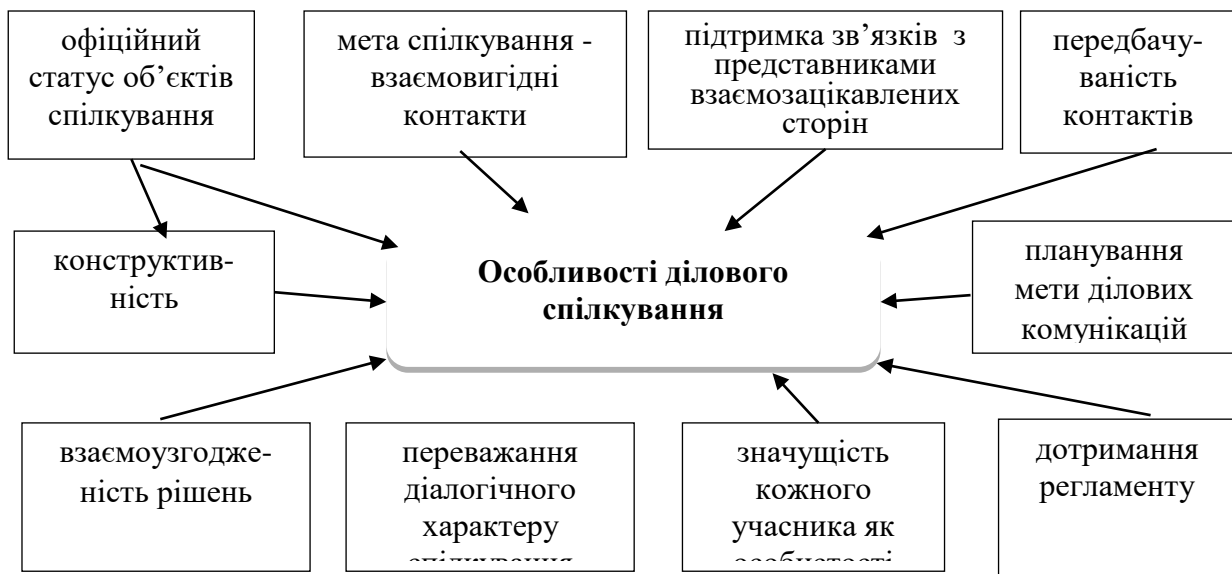 офіційний
статус об’єктів
спілкування
мета спілкування -
взаємовигідні
контакти
підтримка зв’язків з
представниками
взаємозацікавлених
сторін
передбачу-
ваність
контактів
конструктив-
ність
Особливості ділового
спілкування
планування
мети ділових
комунікацій
взаємоузгодже-
ність рішень
переважання
діалогічного
характеру
спілкування
значущість
кожного
учасника як
особистості
дотримання
регламенту